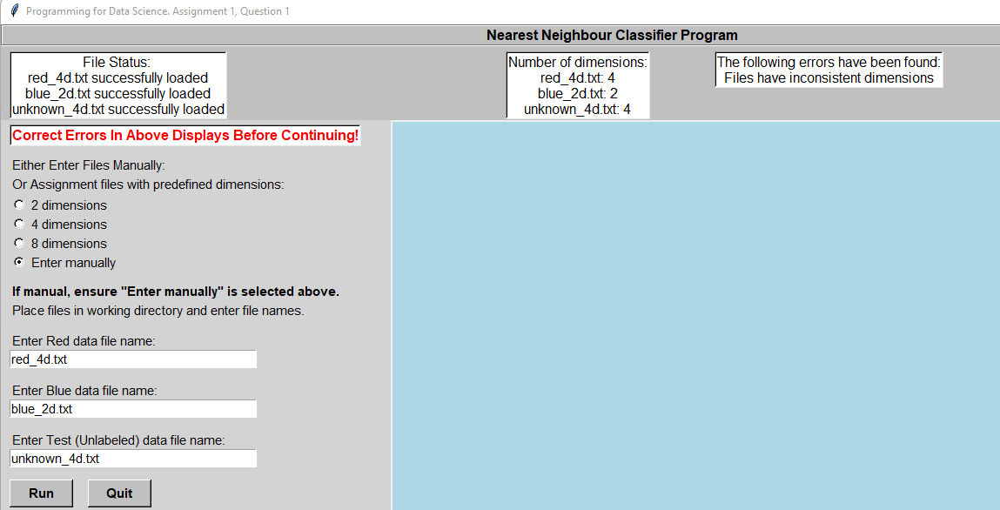 Programming for Data Science. Assignment 1, Question 1
Nearest Neighbour Classifier Program
File Status:
red_4d.txt successfully loaded
blue_2d.txt successfully loaded
unknown_4d.txt successfully loaded
Number of dimensions:
red_4d.txt: 4
blue_2d.txt: 2
unknown_4d.txt: 4
The following errors have been found:
Files have inconsistent dimensions
Correct Errors In Above Displays Before Continuing!
Either Enter Files Manually:
Or Assignment files with predefined dimensions:
2 dimensions
4 dimensions
8 dimensions
Enter manually
If manual, ensure "Enter manually" is selected above.
Place files in working directory and enter file names.
Enter Red data file name:
red_4d.txt
Enter Blue data file name:
blue_2d.txt
Enter Test (Unlabeled) data file name:
unknown_4d.txt
Run
Quit